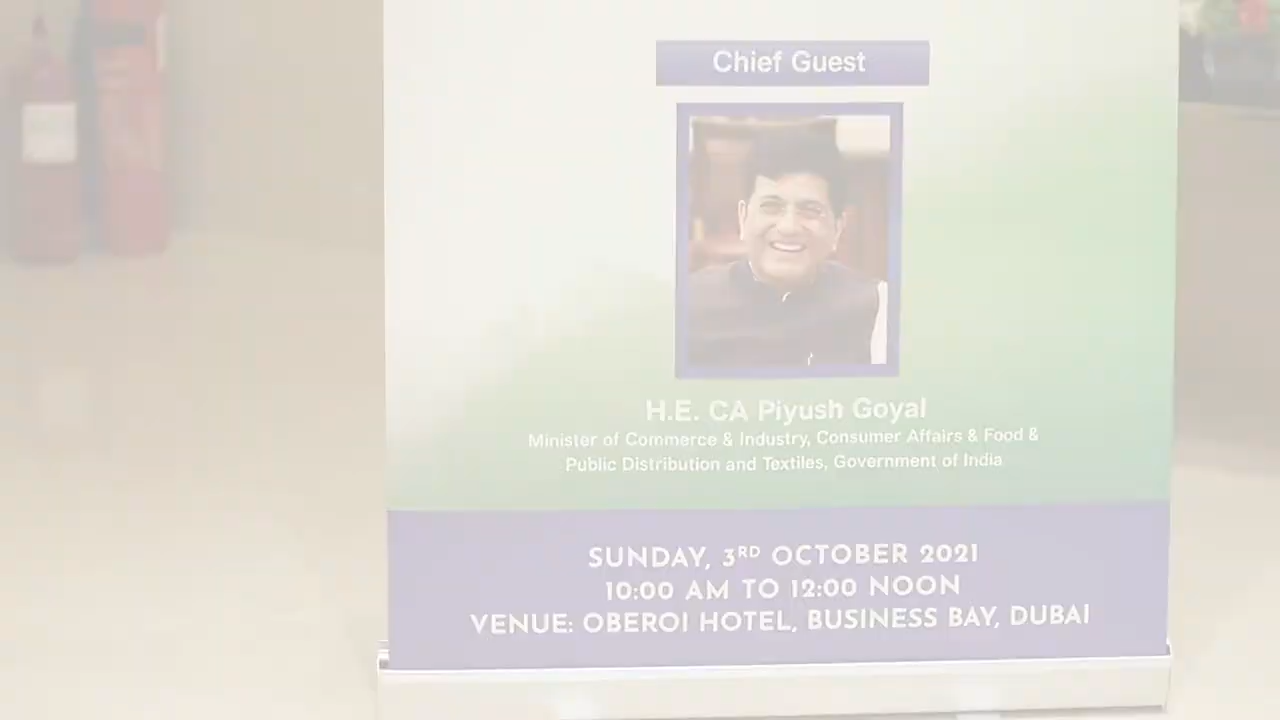 Chief Guest
H.E. CA Piyush Goyal
Minister of Commerce & Industry, Consumer Affairs & Food &
Public Distribution and Textiles, Government of India
SUNDAY, 3RD OCTOBER 2021
10:00 AM TO 12:00 NOON
VENUE: OBEROI HOTEL, BUSINESS BAY, DUBAI